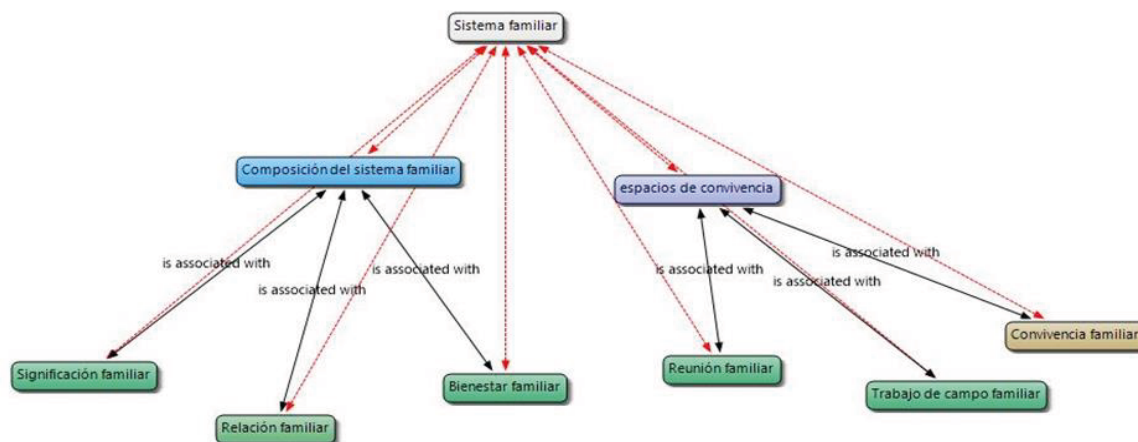 Sistema familiar
Composición del sistema familiar
espacios de convivencia
is associated with
is associated with
is associated with
is associated with
is associated with
is associated with
Significación familiar
Relación familiar
Bienestar familiar
Reunión familiar
Trabajo de campo familiar
Convivencia familiar